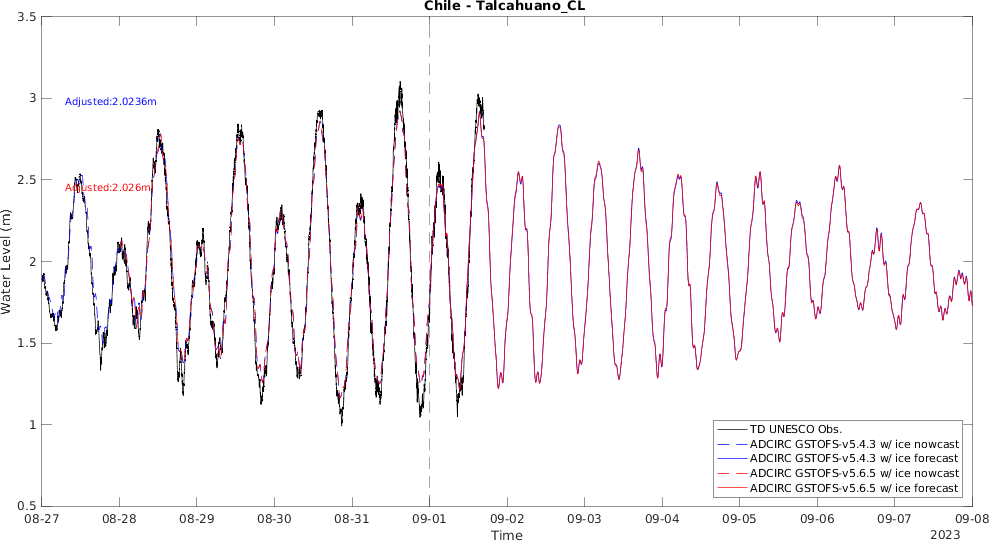 Chile - Talcahuano_CL
3.5
3
2.5
2
1.5
1
0.5
Water Level (m)
Adjusted:2.0236m
Adjusted:2.026m
TD UNESCO Obs.
ADCIRC GSTOFS-v5.4.3 w/ ice nowcast
ADCIRC GSTOFS-v5.4.3 w/ ice forecast
ADCIRC GSTOFS-v5.6.5 w/ ice nowcast
ADCIRC GSTOFS-v5.6.5 w/ ice forecast
08-27 08-28 08-29 08-30 08-31 09-01 09-02 09-03 09-04 09-05 09-06 09-07 09-08
Time
2023